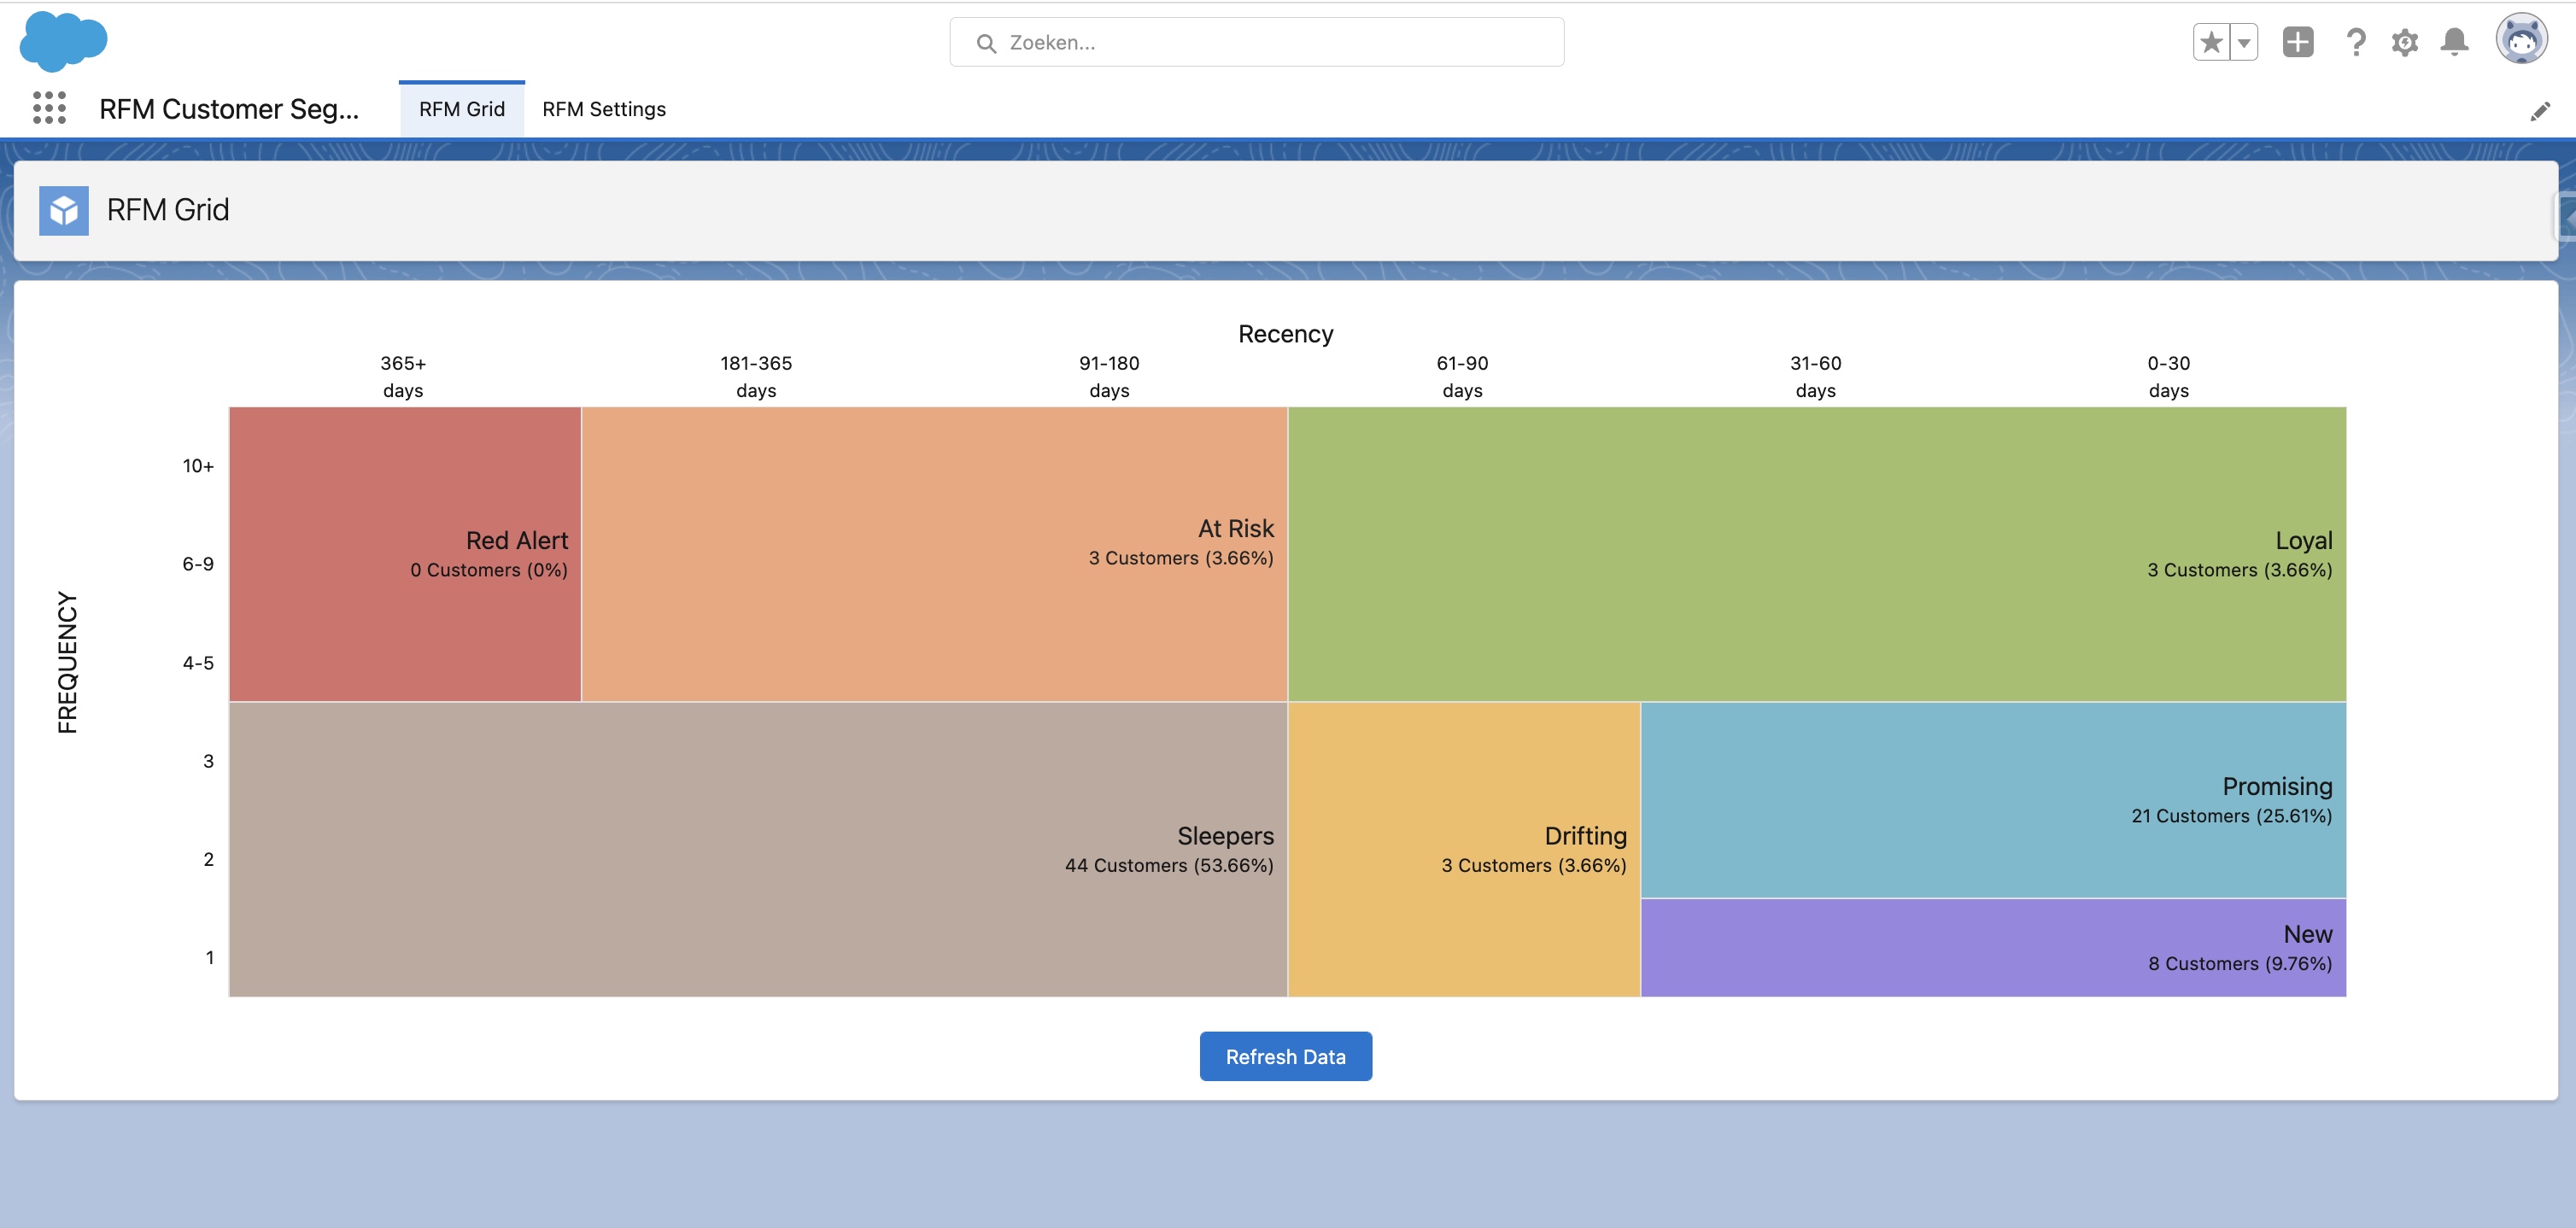 Zoeken...
RFM Customer Seg...
RFM Grid
RFM Settings
RFM Grid
Recency
365+ days
181-365 days
91-180 days
61-90 days
31-60 days
0-30 days
FREQUENCY
10+
6-9
4-5
3
2
1
Red Alert
0 Customers (0%)
At Risk
3 Customers (3.66%)
Loyal
3 Customers (3.66%)
Sleepers
44 Customers (53.66%)
Drifting
3 Customers (3.66%)
Promising
21 Customers (25.61%)
New
8 Customers (9.76%)
Refresh Data